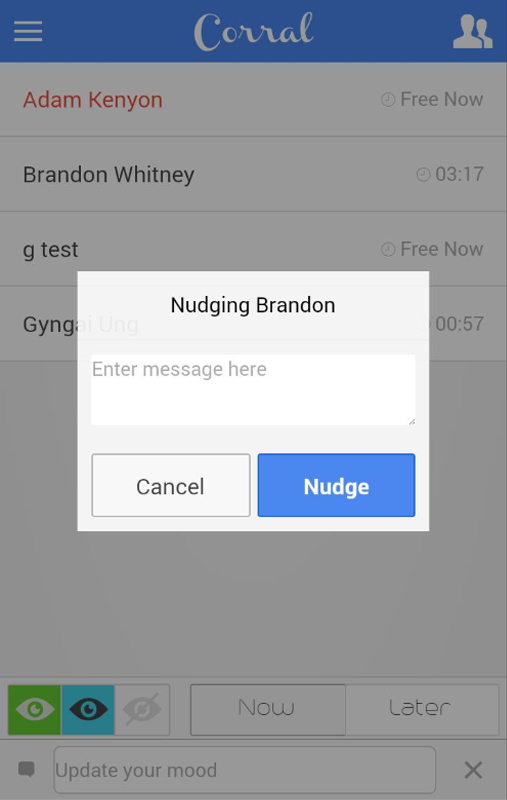 Corral
Adam Kenyon Free Now
Brandon Whitney 03:17
g test Free Now
Gyngai Ung 00:57
Nudging Brandon
Enter message here
Cancel Nudge
Now Later
Update your mood